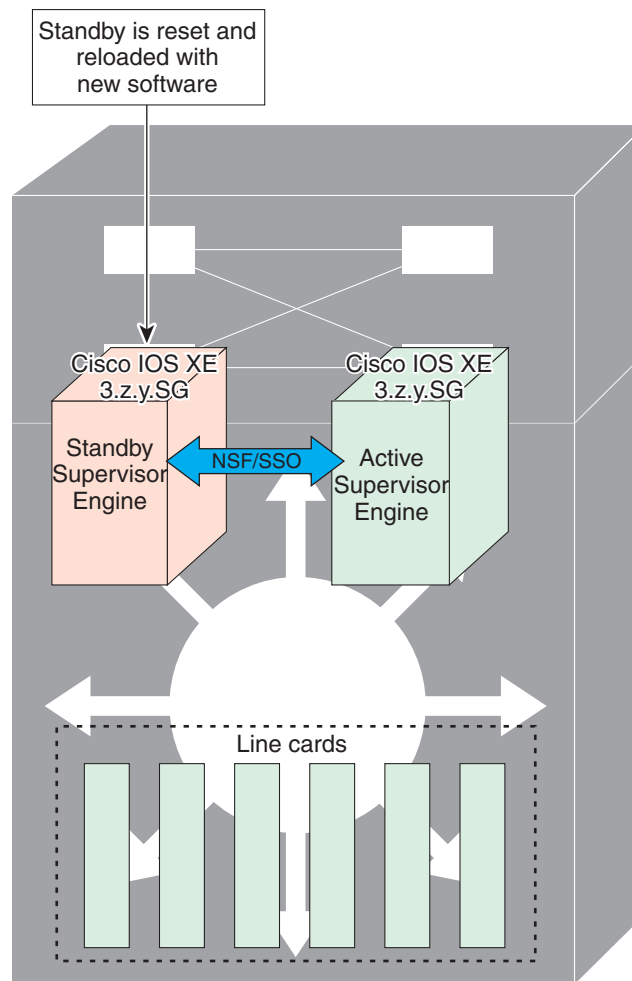 Standby is reset and
reloaded with
new software
Cisco IOS XE
3.z.y.SG
Cisco IOS XE
3.z.y.SG
Standby
Supervisor
Engine
NSF/SSO
Active
Supervisor
Engine
Line cards